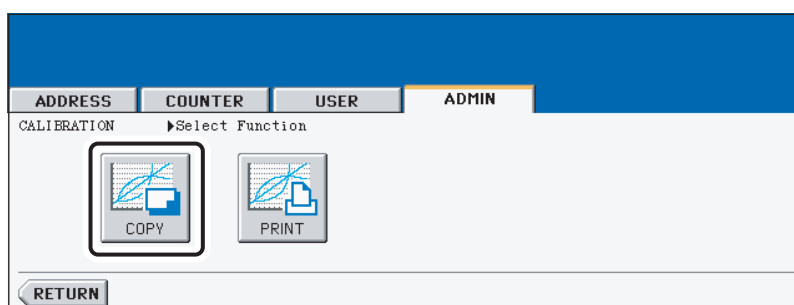 ADDRESS COUNTER USER ADMIN
CALIBRATION ▶Select Function
COPY PRINT
RETURN